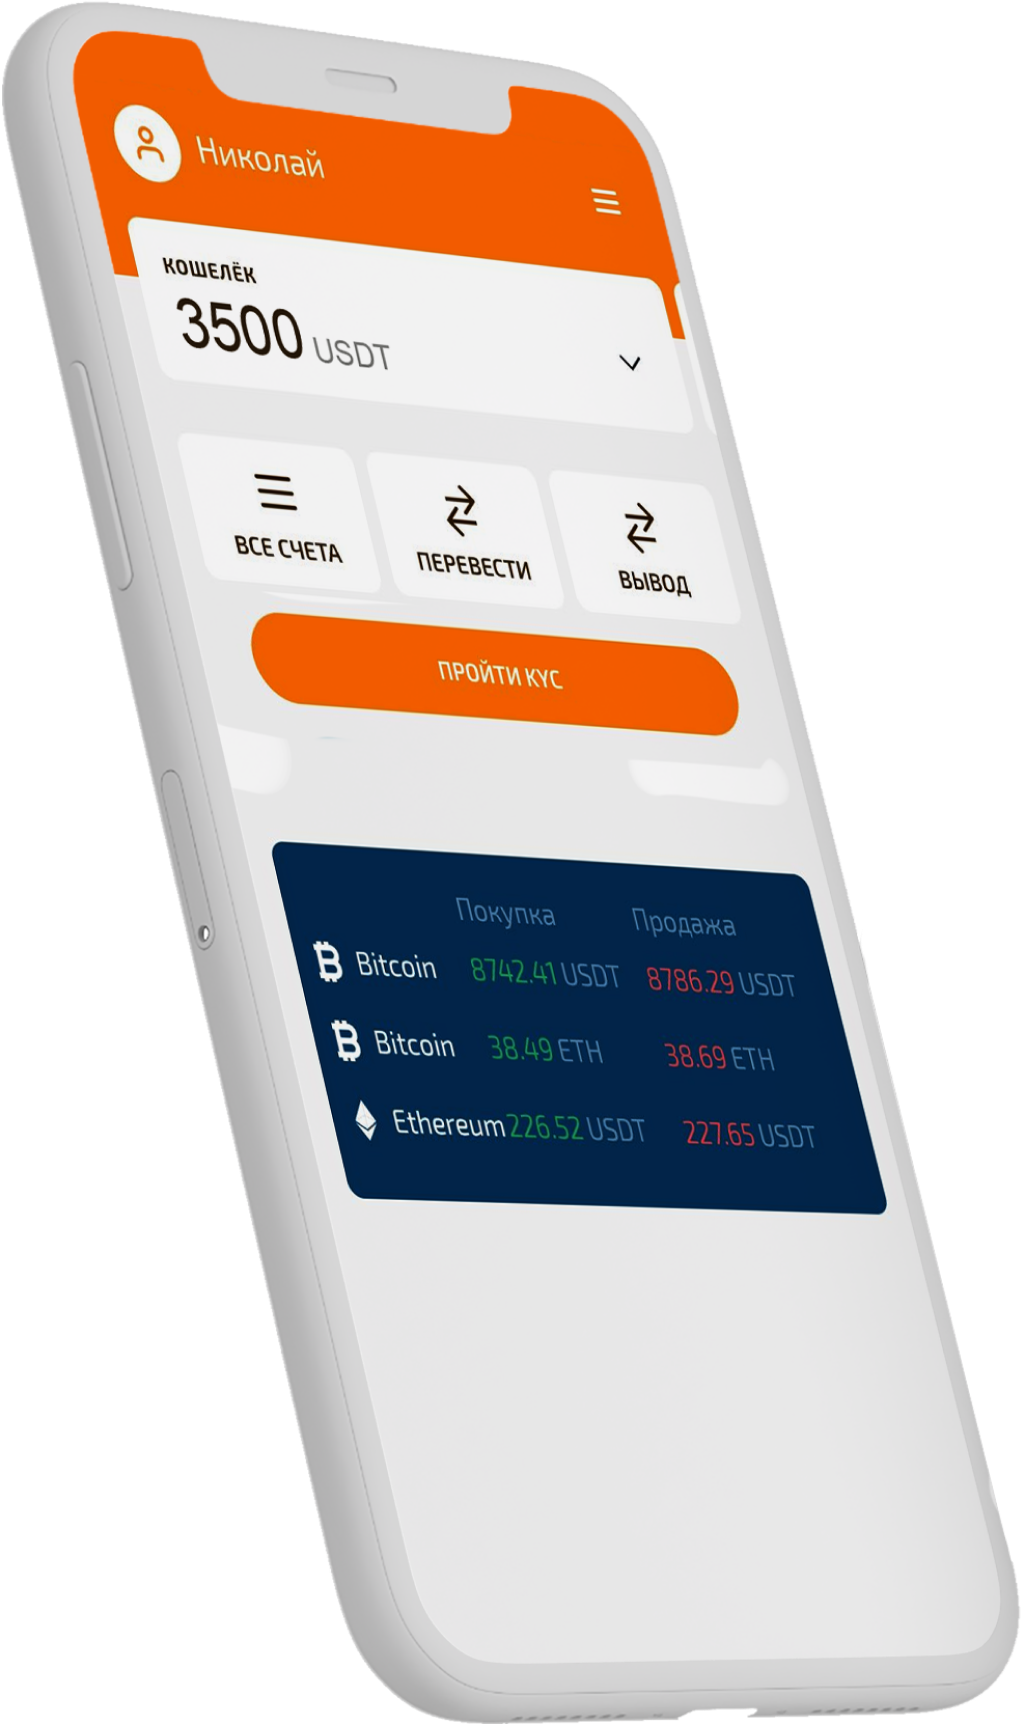 Николай
КОШЕЛЁК
3500 USDT
ВСЕ СЧЕТА ПЕРЕВЕСТИ ВЫВОД
ПРОЙТИ KYC
Покупка Продажа
Bitcoin 8742.41 USDT 8786.29 USDT
Bitcoin 38.49 ETH 38.69 ETH
Ethereum 226.52 USDT 227.65 USDT